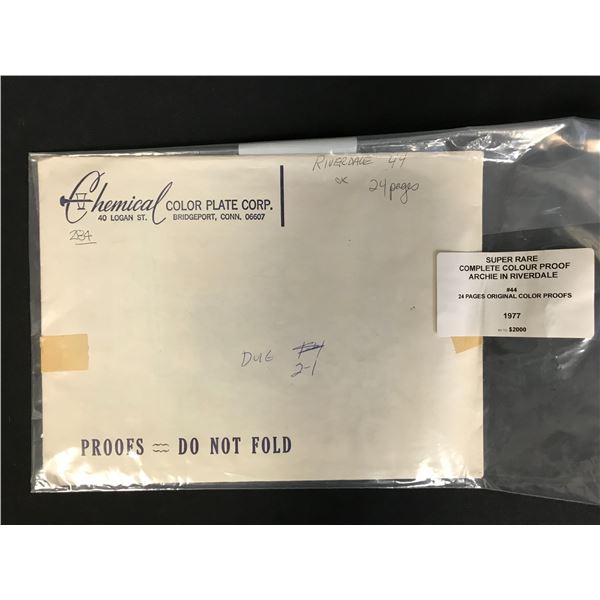 RIVERDALE 44
OK 24 pages
Chemical COLOR PLATE CORP.
40 LOGAN ST. BRIDGEPORT, CONN. 06607
284
DUE
2-1
PROOFS DO NOT FOLD
SUPER RARE
COMPLETE COLOUR PROOF
ARCHIE IN RIVERDALE
#44
24 PAGES ORIGINAL COLOR PROOFS
1977
$2000